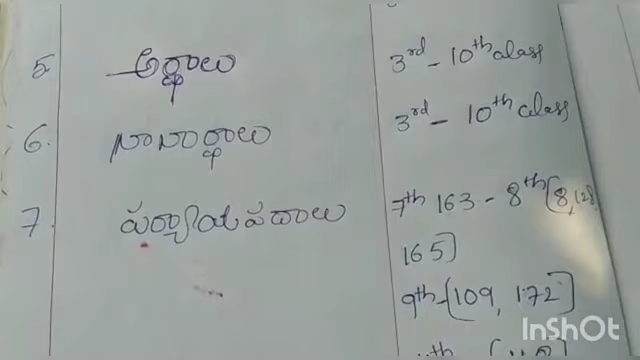 5. అర్థాలు 3rd - 10th class
6. నానార్థాలు 3rd - 10th class
7. పర్యాయపదాలు 7th 163 - 8th [8, 128,
165]
9th - [109, 172]
InShOt